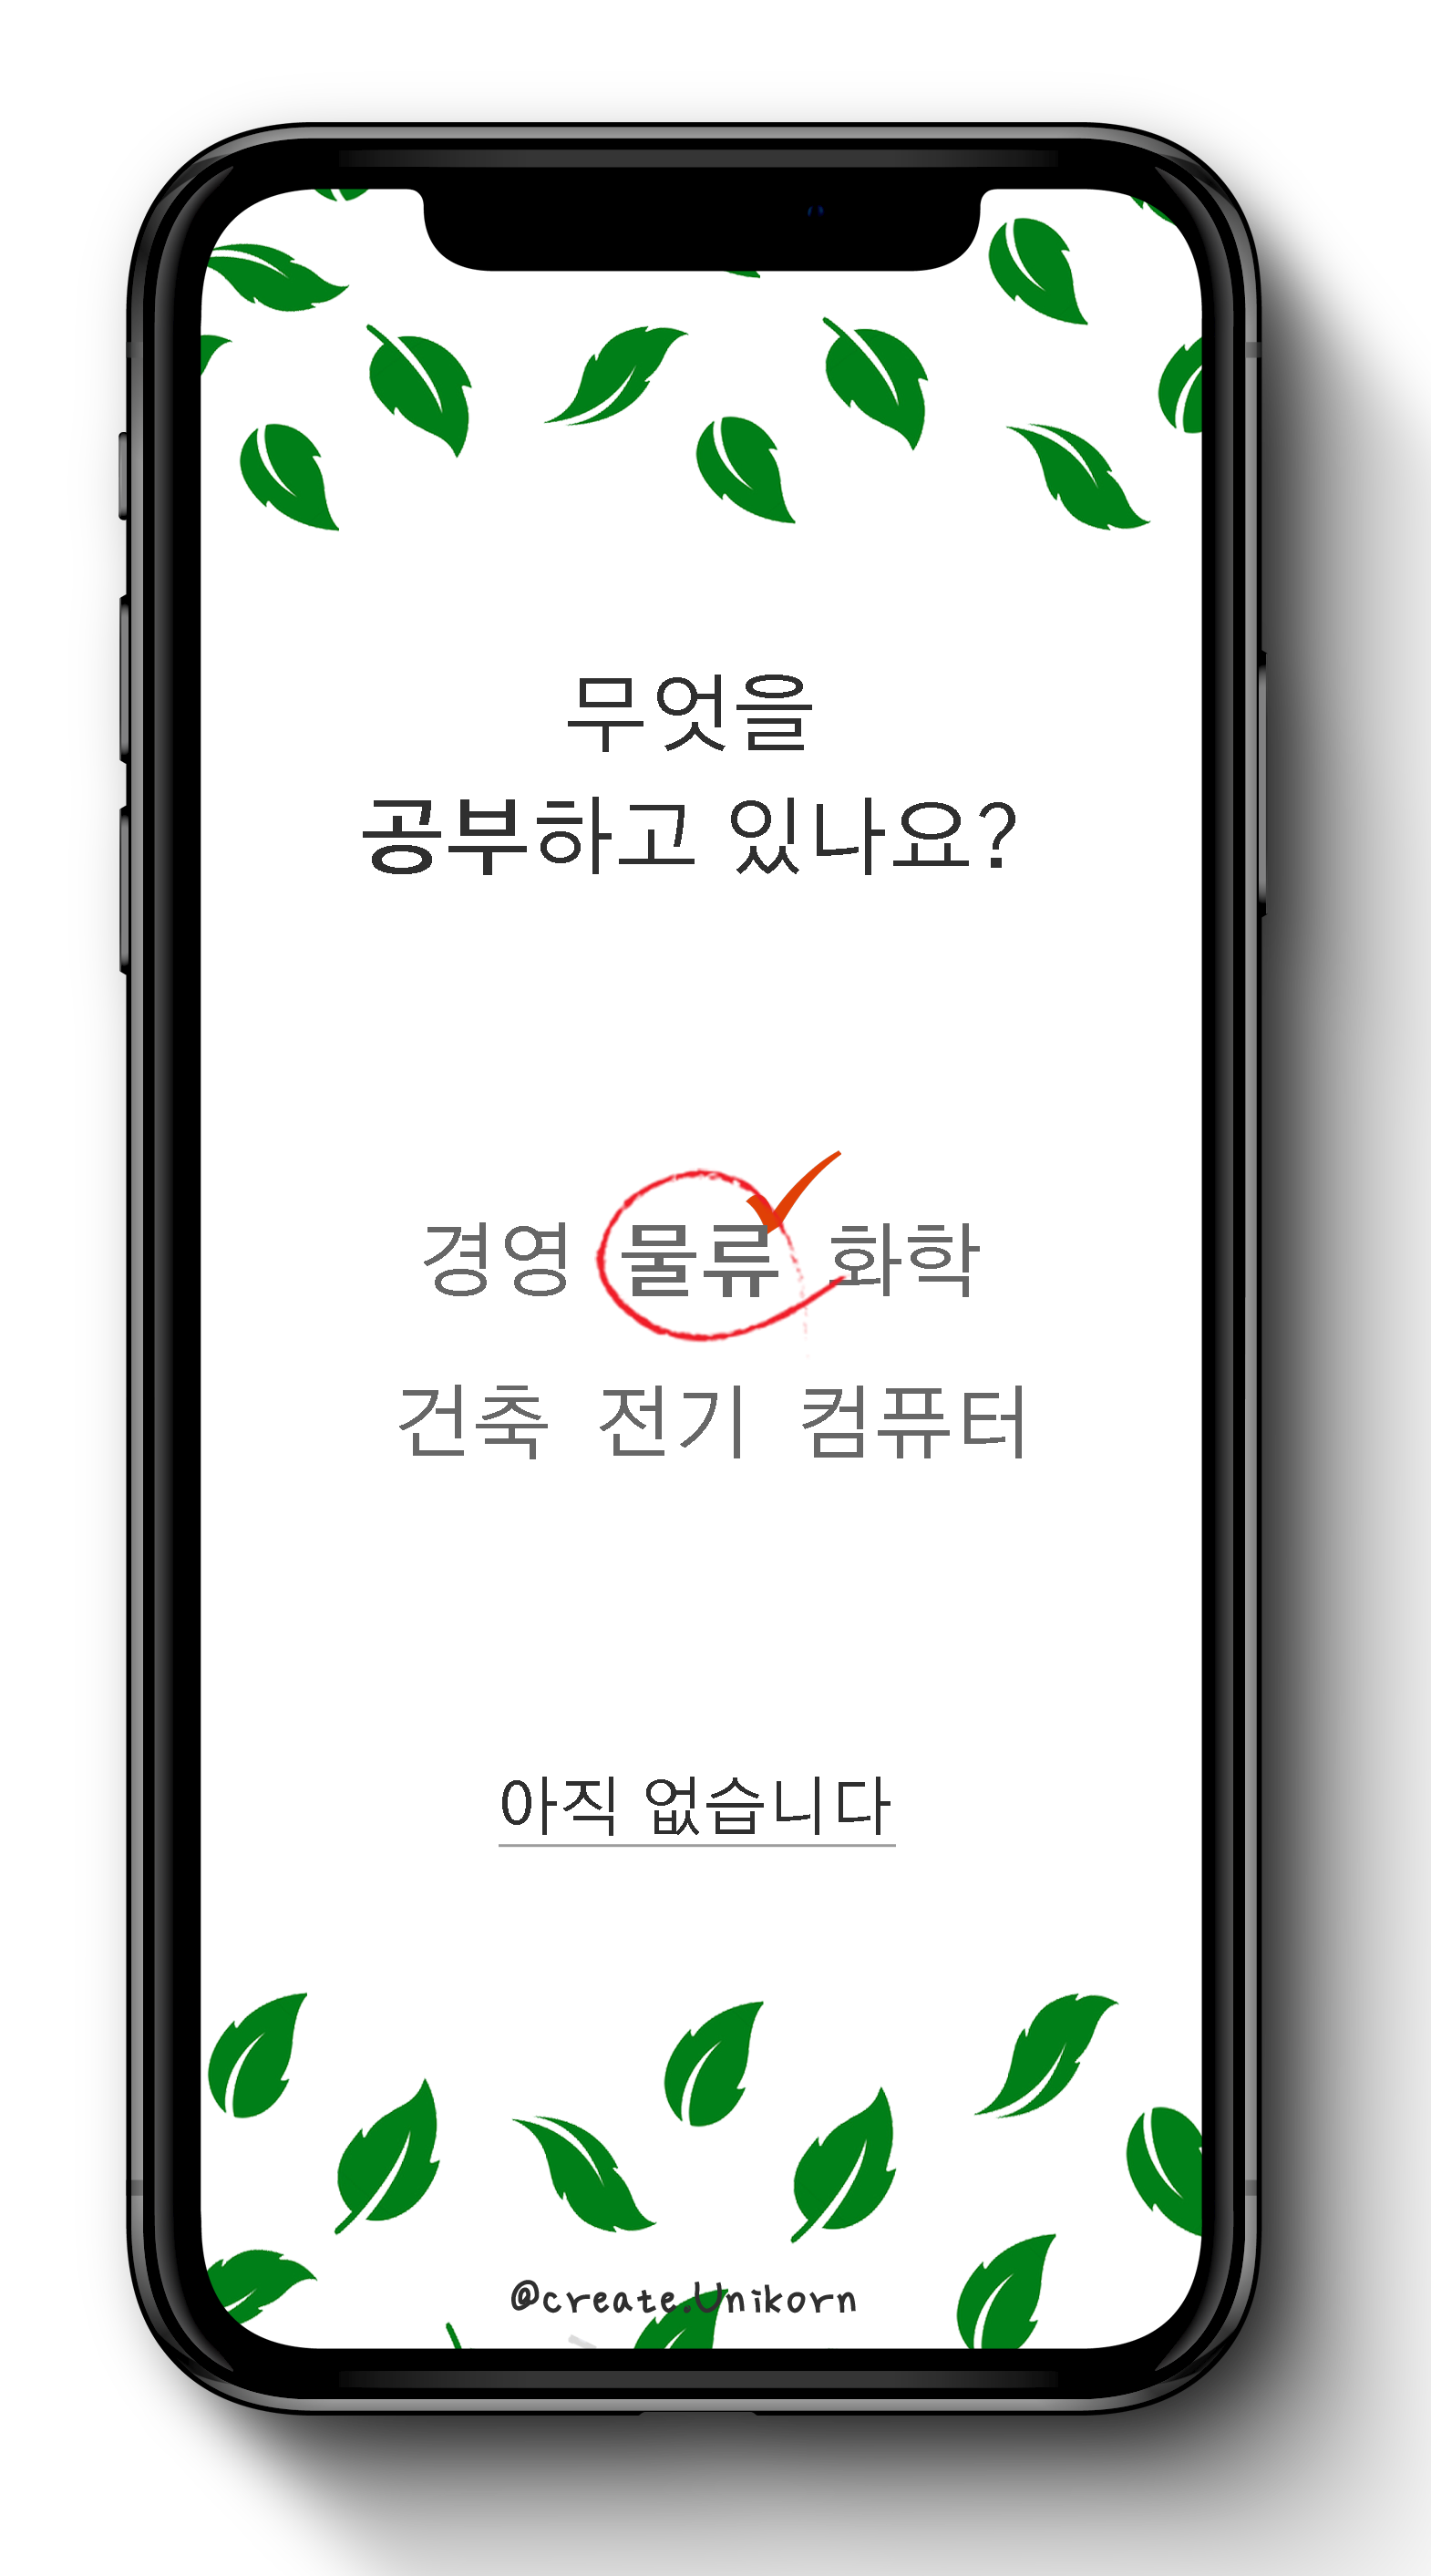 무엇을
공부하고 있나요?
경영 물류 화학
건축 전기 컴퓨터
아직 없습니다
@create.Unikorn